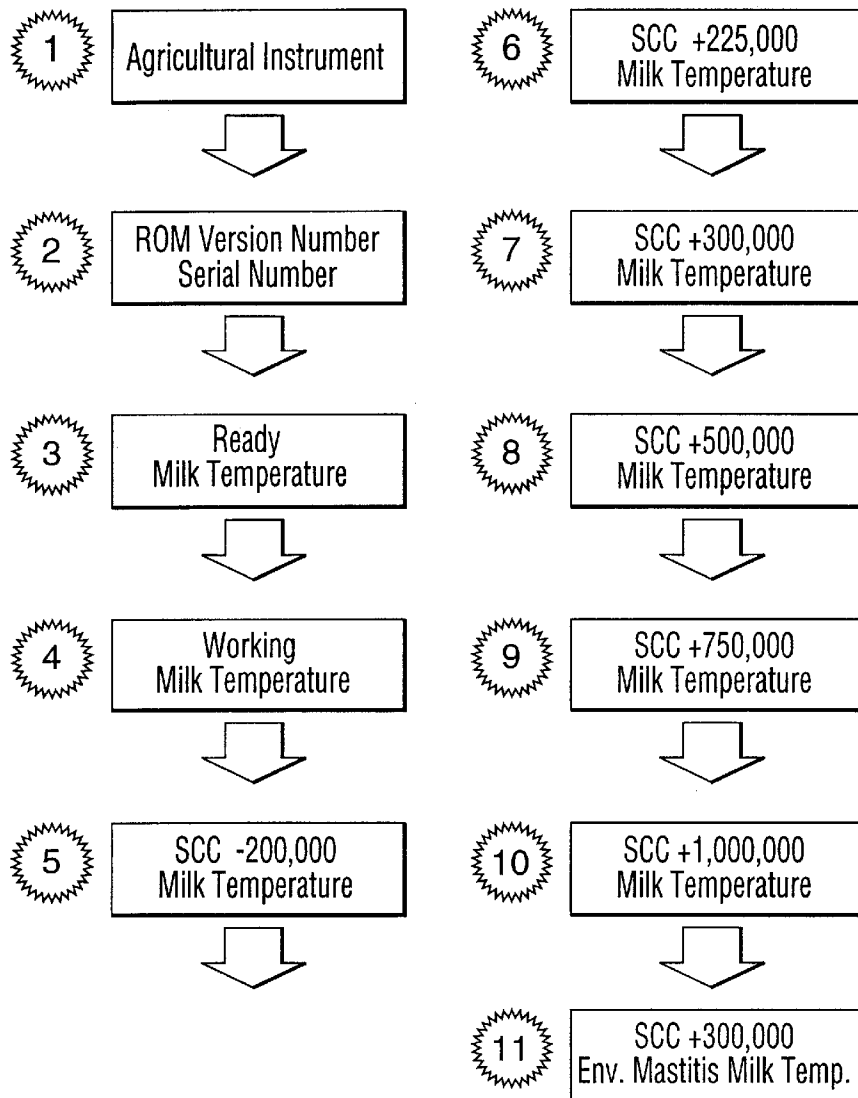 1
Agricultural Instrument
2
ROM Version Number
Serial Number
3
Ready
Milk Temperature
4
Working
Milk Temperature
5
SCC -200,000
Milk Temperature
6
SCC +225,000
Milk Temperature
7
SCC +300,000
Milk Temperature
8
SCC +500,000
Milk Temperature
9
SCC +750,000
Milk Temperature
10
SCC +1,000,000
Milk Temperature
11
SCC +300,000
Env. Mastitis Milk Temp.